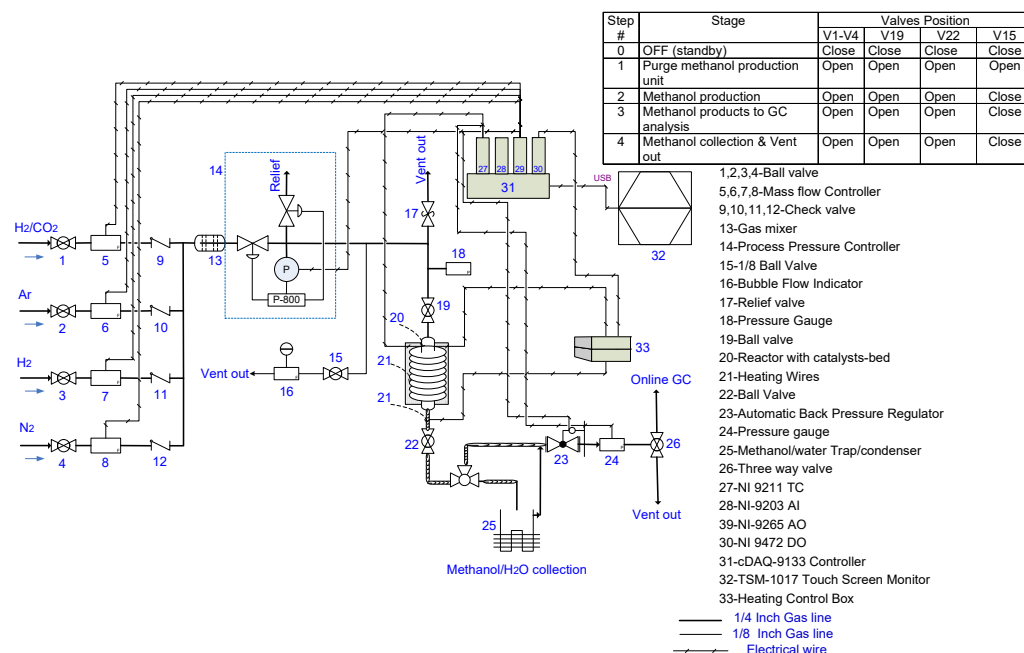 Step # Stage Valves Position
V1-V4 V19 V22 V15
0 OFF (standby) Close Close Close Close
1 Purge methanol production unit Open Open Open Open
2 Methanol production Open Open Open Close
3 Methanol products to GC analysis Open Open Open Close
4 Methanol collection & Vent out Open Open Open Close
14
Relief
Vent out
27 28 29 30
31
USB
32
17
H2/CO2
1 5 9
13
P
P-800
18
Ar
2 6 10
19
20
21
33
H2
3 7 11
Vent out
16
15
21
Online GC
N2
4 8 12
22
23
24
26
25
Vent out
Methanol/H2O collection
1,2,3,4-Ball valve
5,6,7,8-Mass flow Controller
9,10,11,12-Check valve
13-Gas mixer
14-Process Pressure Controller
15-1/8 Ball Valve
16-Bubble Flow Indicator
17-Relief valve
18-Pressure Gauge
19-Ball valve
20-Reactor with catalysts-bed
21-Heating Wires
22-Ball Valve
23-Automatic Back Pressure Regulator
24-Pressure gauge
25-Methanol/water Trap/condenser
26-Three way valve
27-NI 9211 TC
28-NI-9203 AI
39-NI-9265 AO
30-NI 9472 DO
31-cDAQ-9133 Controller
32-TSM-1017 Touch Screen Monitor
33-Heating Control Box
1/4 Inch Gas line
1/8 Inch Gas line
Electrical wire